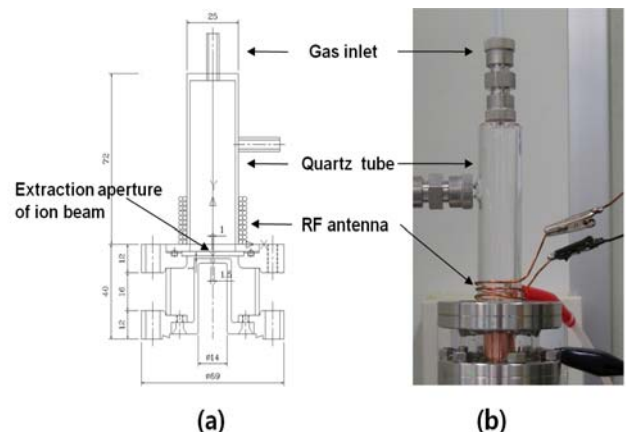 25
Gas inlet
72
Quartz tube
Extraction aperture
of ion beam
Y
RF antenna
1
X
12
1.5
40
16
12
ø14
ø69
(a)
(b)